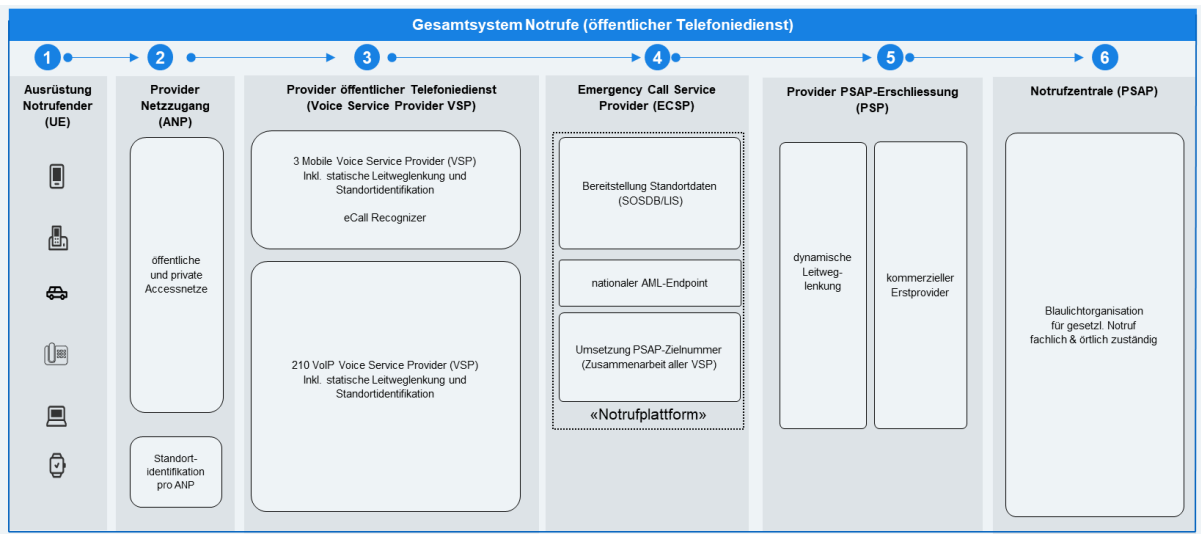 Gesamtsystem Notrufe (öffentlicher Telefoniedienst)
1
2
3
4
5
6
Ausrüstung
Notrufender
(UE)
Provider
Netzzugang
(ANP)
öffentliche
und private
Accessnetze
Standort-
identifikation
pro ANP
Provider öffentlicher Telefoniedienst
(Voice Service Provider VSP)
3 Mobile Voice Service Provider (VSP)
Inkl. statische Leitweglenkung und
Standortidentifikation
eCall Recognizer
210 VoIP Voice Service Provider (VSP)
Inkl. statische Leitweglenkung und
Standortidentifikation
Emergency Call Service
Provider (ECSP)
Bereitstellung Standortdaten
(SOSDB/LIS)
nationaler AML-Endpoint
Umsetzung PSAP-Zielnummer
(Zusammenarbeit aller VSP)
«Notrufplattform»
Provider PSAP-Erschliessung
(PSP)
dynamische
Leitweg-
lenkung
kommerzieller
Erstprovider
Notrufzentrale (PSAP)
Blaulichtorganisation
für gesetzl. Notruf
fachlich & örtlich zuständig